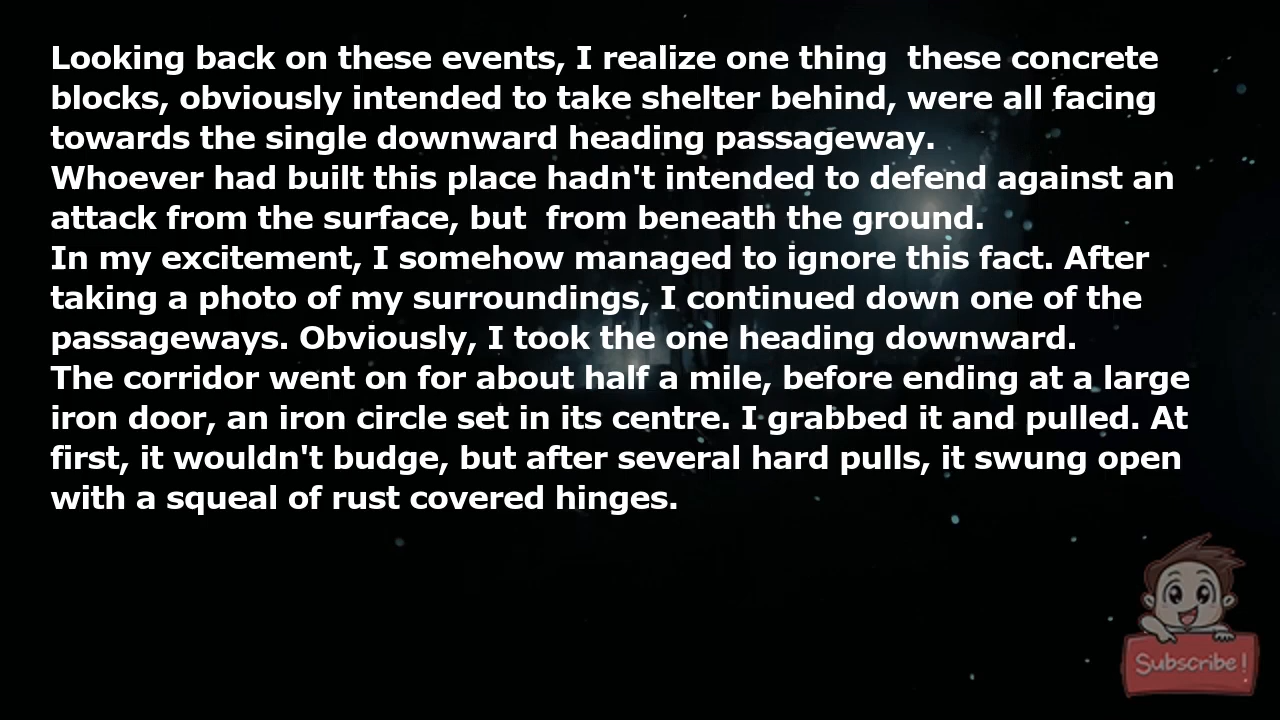 Looking back on these events, I realize one thing  these concrete
blocks, obviously intended to take shelter behind, were all facing
towards the single downward heading passageway.
Whoever had built this place hadn't intended to defend against an
attack from the surface, but  from beneath the ground.
In my excitement, I somehow managed to ignore this fact. After
taking a photo of my surroundings, I continued down one of the
passageways. Obviously, I took the one heading downward.
The corridor went on for about half a mile, before ending at a large
iron door, an iron circle set in its centre. I grabbed it and pulled. At
first, it wouldn't budge, but after several hard pulls, it swung open
with a squeal of rust covered hinges.
Subscribe!